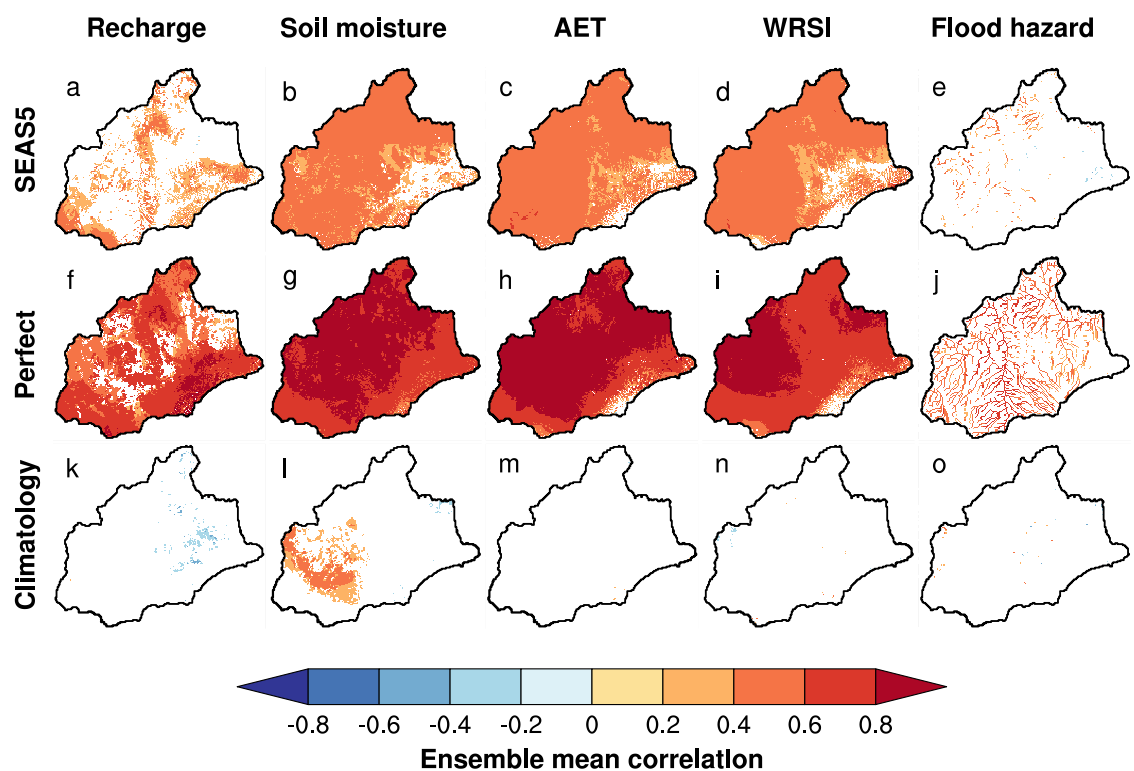 Recharge Soil moisture AET WRSI Flood hazard
SEAS5
a b c d e
Perfect
f g h i j
Climatology
k l m n o
-0.8 -0.6 -0.4 -0.2 0 0.2 0.4 0.6 0.8
Ensemble mean correlation